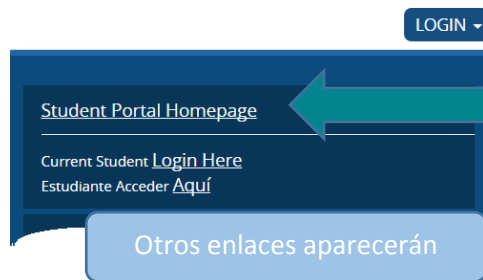 LOGIN
Student Portal Homepage
Current Student Login Here
Estudiante Acceder Aquí
Otros enlaces aparecerán